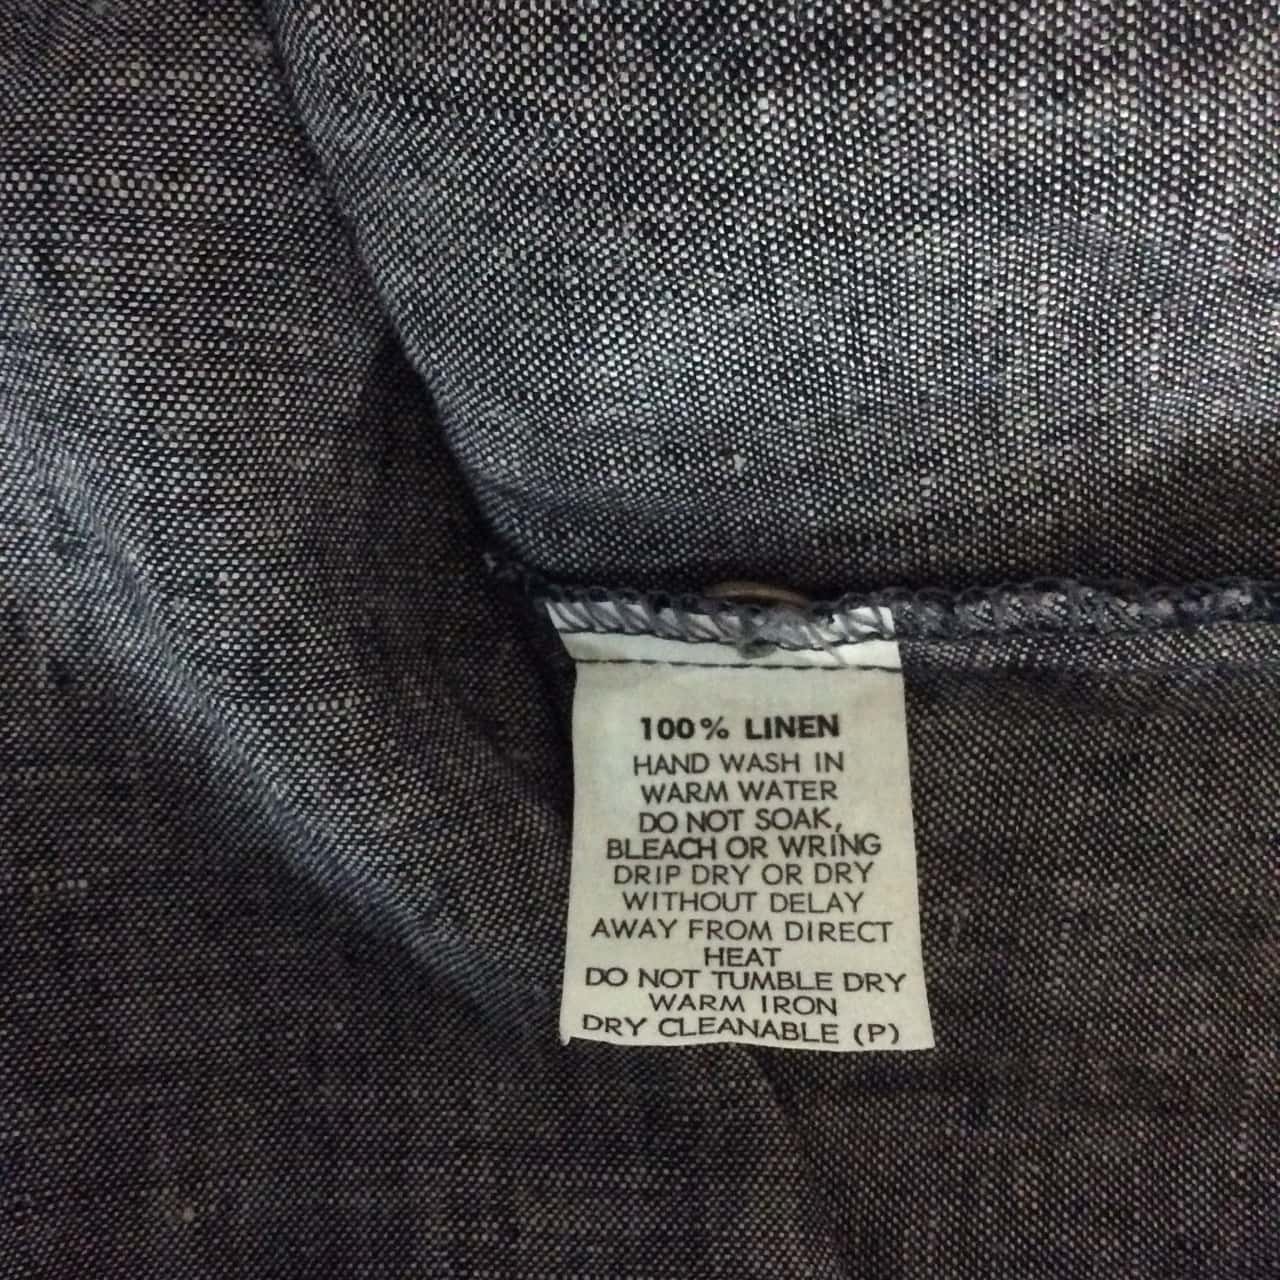 100% LINEN
HAND WASH IN
WARM WATER
DO NOT SOAK,
BLEACH OR WRING
DRIP DRY OR DRY
WITHOUT DELAY
AWAY FROM DIRECT
HEAT
DO NOT TUMBLE DRY
WARM IRON
DRY CLEANABLE (P)